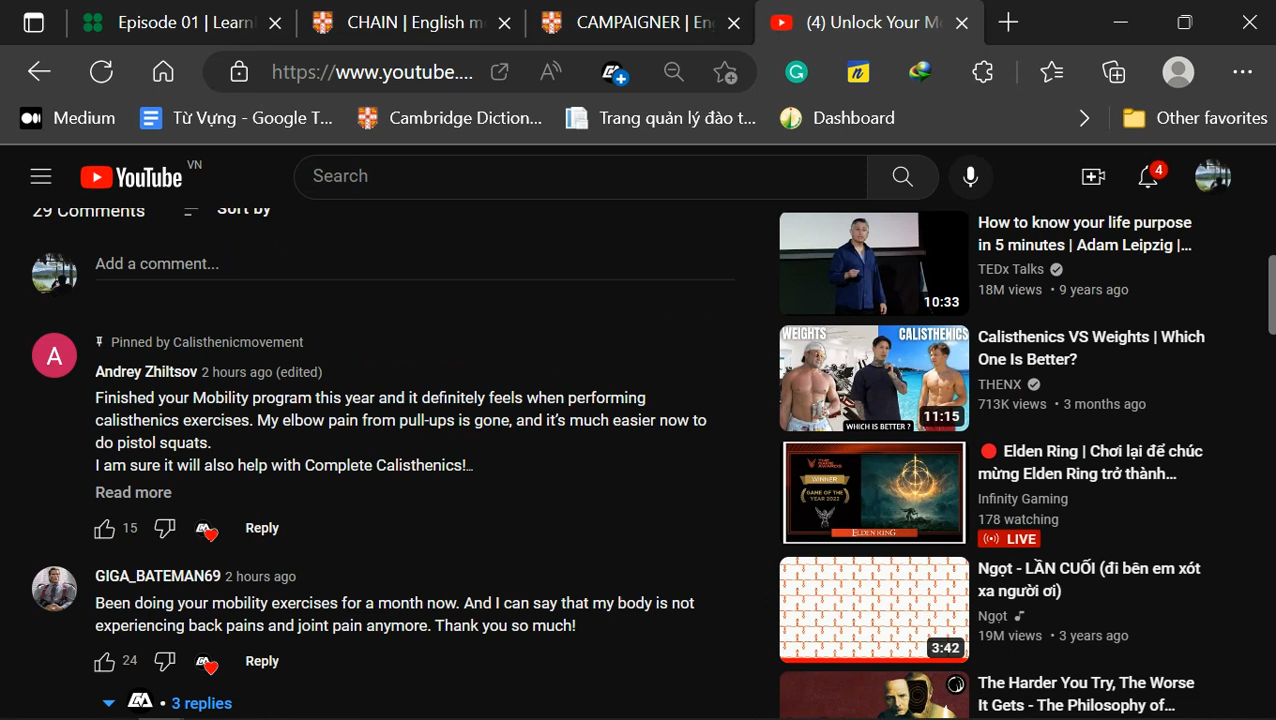 Episode 01 | Learn
CHAIN | English m
CAMPAIGNER | En
(4) Unlock Your M
https://www.youtube....
Medium
Từ Vựng - Google T...
Cambridge Diction...
Trang quản lý đào t...
Dashboard
Other favorites
YouTube VN
Search
4
29 Comments
Sort by
Add a comment...
A
Pinned by Calisthenicmovement
Andrey Zhiltsov 2 hours ago (edited)
Finished your Mobility program this year and it definitely feels when performing
calisthenics exercises. My elbow pain from pull-ups is gone, and it's much easier now to
do pistol squats.
I am sure it will also help with Complete Calisthenics!..
Read more
15
Reply
GIGA_BATEMAN69 2 hours ago
Been doing your mobility exercises for a month now. And I can say that my body is not
experiencing back pains and joint pain anymore. Thank you so much!
24
Reply
• 3 replies
10:33
How to know your life purpose
in 5 minutes | Adam Leipzig |...
TEDx Talks
18M views • 9 years ago
WEIGHTS
CALISTHENICS
WHICH IS BETTER ?
11:15
Calisthenics VS Weights | Which
One Is Better?
THENX
713K views • 3 months ago
THE GAME AWARDS
WINNER
GAME OF THE
YEAR 2022
ELDEN RING
Elden Ring | Chơi lại để chúc
mừng Elden Ring trở thành...
Infinity Gaming
178 watching
LIVE
3:42
Ngọt - LẦN CUỐI (đi bên em xót
xa người ơi)
Ngọt
19M views • 3 years ago
The Harder You Try, The Worse
It Gets - The Philosophy of...